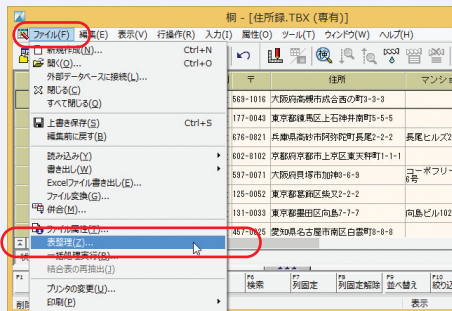 桐 - [住所録.TBX (専有)]
ファイル(F) 編集(E) 表示(V) 行操作(R) 入力(I) 属性(O) ツール(T) ウィンドウ(W) ヘルプ(H)
新規作成(N)... Ctrl+N
開く(O)... Ctrl+O
外部データベースに接続(L)...
閉じる(C)
すべて閉じる(Q)
上書き保存(S) Ctrl+S
編集前に戻す(B)
読み込み(Y)
書き出し(W)
Excelファイル書き出し(E)...
ファイル変換(G)...
併合(M)...
ファイル属性(T)...
表整理(Z)...
一括処理実行(R)...
結合表の再抽出(J)
プリンタの変更(U)...
印刷(P)
〒 住所 マンショ
569-1016 大阪府高槻市成合西の町3-3-3
177-0043 東京都練馬区上石神井南町5-5-5
676-0821 兵庫県高砂市阿弥陀町長尾2-2-2 長尾ヒルズ2
602-8102 京都府京都市上京区東天秤町1-1-1
597-0071 大阪府貝塚市加神6-6-9 コーポフリー
6号
125-0052 東京都葛飾区柴又2-2-2
131-0033 東京都墨田区向島7-7-7 向島ビル102
457-0825 愛知県名古屋市南区白雲町8-8-8
F1 F6 検索 F7 列固定 F8 列固定解除 F9 並べ替え F10 絞り込
削除 表示